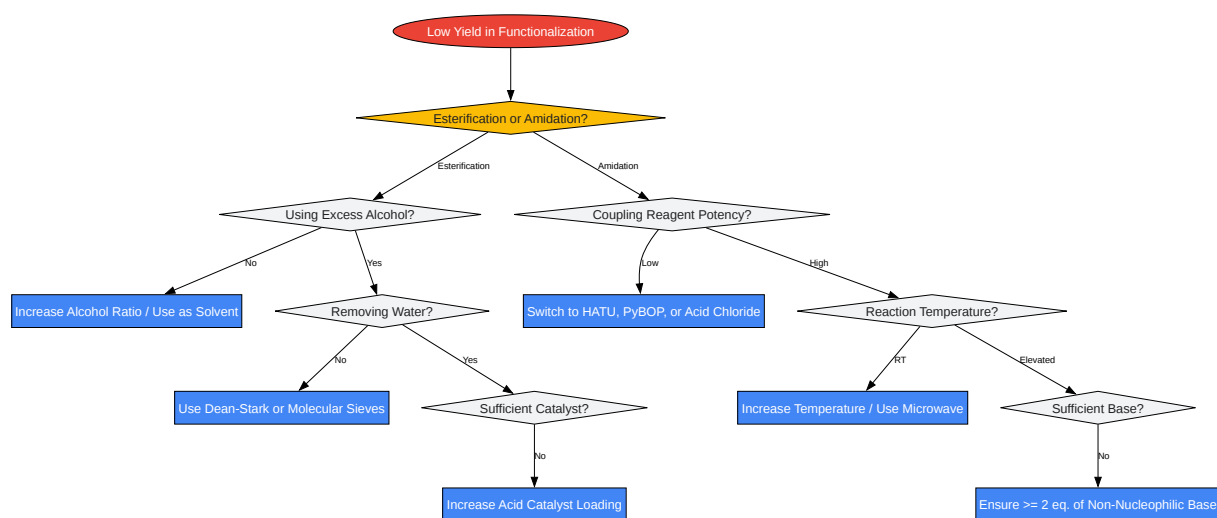 Low Yield in Functionalization
Esterification or Amidation?
Esterification
Amidation
Using Excess Alcohol?
Coupling Reagent Potency?
No
Yes
Low
High
Increase Alcohol Ratio / Use as Solvent
Removing Water?
Switch to HATU, PyBOP, or Acid Chloride
Reaction Temperature?
No
Yes
RT
Elevated
Use Dean-Stark or Molecular Sieves
Sufficient Catalyst?
Increase Temperature / Use Microwave
Sufficient Base?
No
No
Increase Acid Catalyst Loading
Ensure >= 2 eq. of Non-Nucleophilic Base